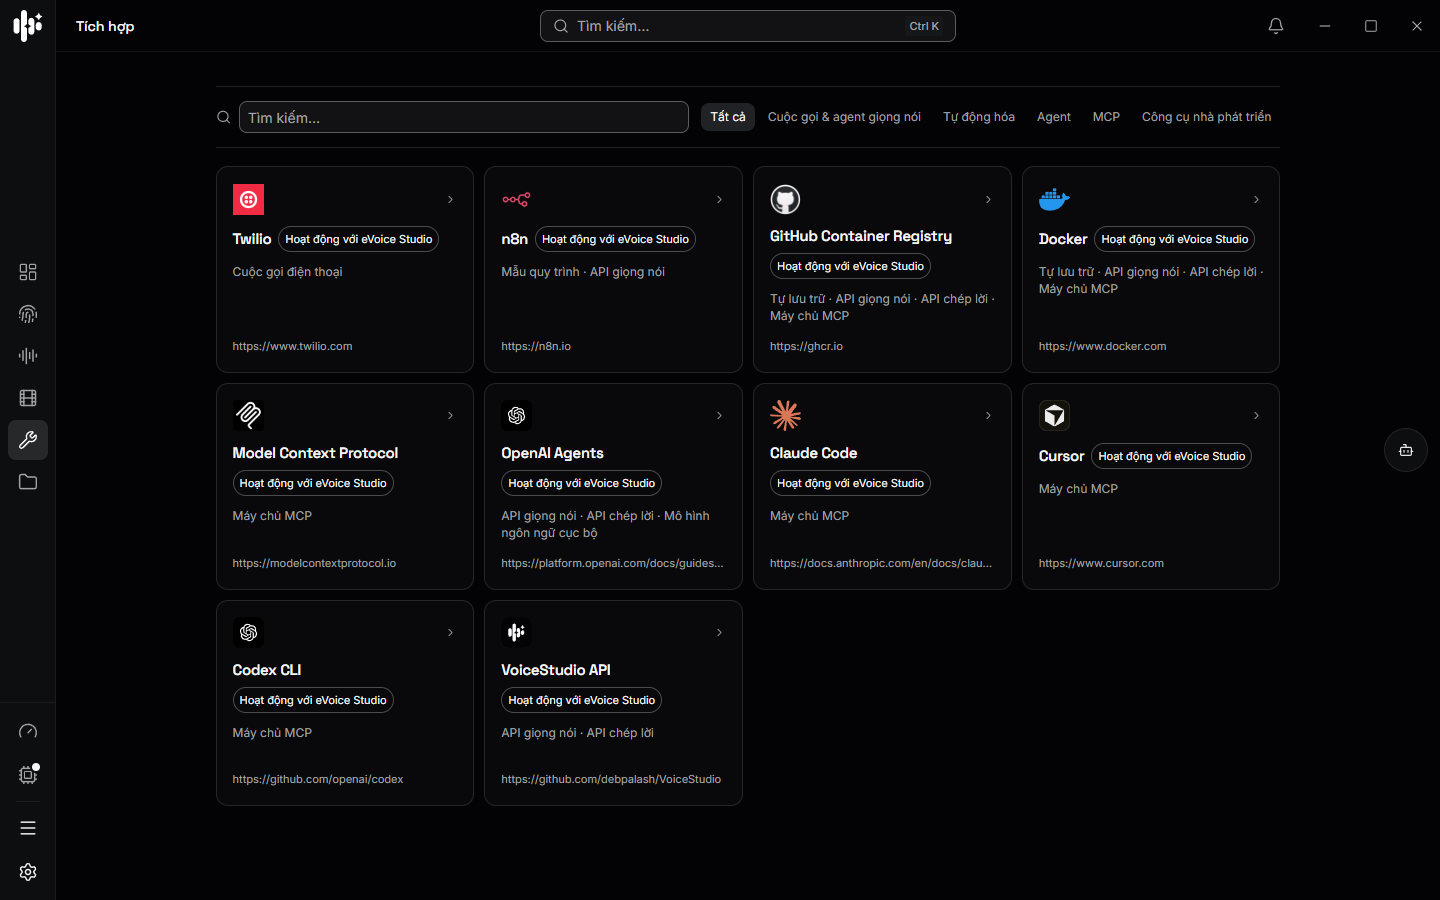 Tích hợp
Tìm kiếm...
Ctrl K
Tìm kiếm...
Tất cả
Cuộc gọi & agent giọng nói
Tự động hóa
Agent
MCP
Công cụ nhà phát triển
Twilio
Hoạt động với eVoice Studio
Cuộc gọi điện thoại
https://www.twilio.com
n8n
Hoạt động với eVoice Studio
Mẫu quy trình · API giọng nói
https://n8n.io
GitHub Container Registry
Hoạt động với eVoice Studio
Tự lưu trữ · API giọng nói · API chép lời ·
Máy chủ MCP
https://ghcr.io
Docker
Hoạt động với eVoice Studio
Tự lưu trữ · API giọng nói · API chép lời ·
Máy chủ MCP
https://www.docker.com
Model Context Protocol
Hoạt động với eVoice Studio
Máy chủ MCP
https://modelcontextprotocol.io
OpenAI Agents
Hoạt động với eVoice Studio
API giọng nói · API chép lời · Mô hình
ngôn ngữ cục bộ
https://platform.openai.com/docs/guides...
Claude Code
Hoạt động với eVoice Studio
Máy chủ MCP
https://docs.anthropic.com/en/docs/clau...
Cursor
Hoạt động với eVoice Studio
Máy chủ MCP
https://www.cursor.com
Codex CLI
Hoạt động với eVoice Studio
Máy chủ MCP
https://github.com/openai/codex
VoiceStudio API
Hoạt động với eVoice Studio
API giọng nói · API chép lời
https://github.com/debpalash/VoiceStudio